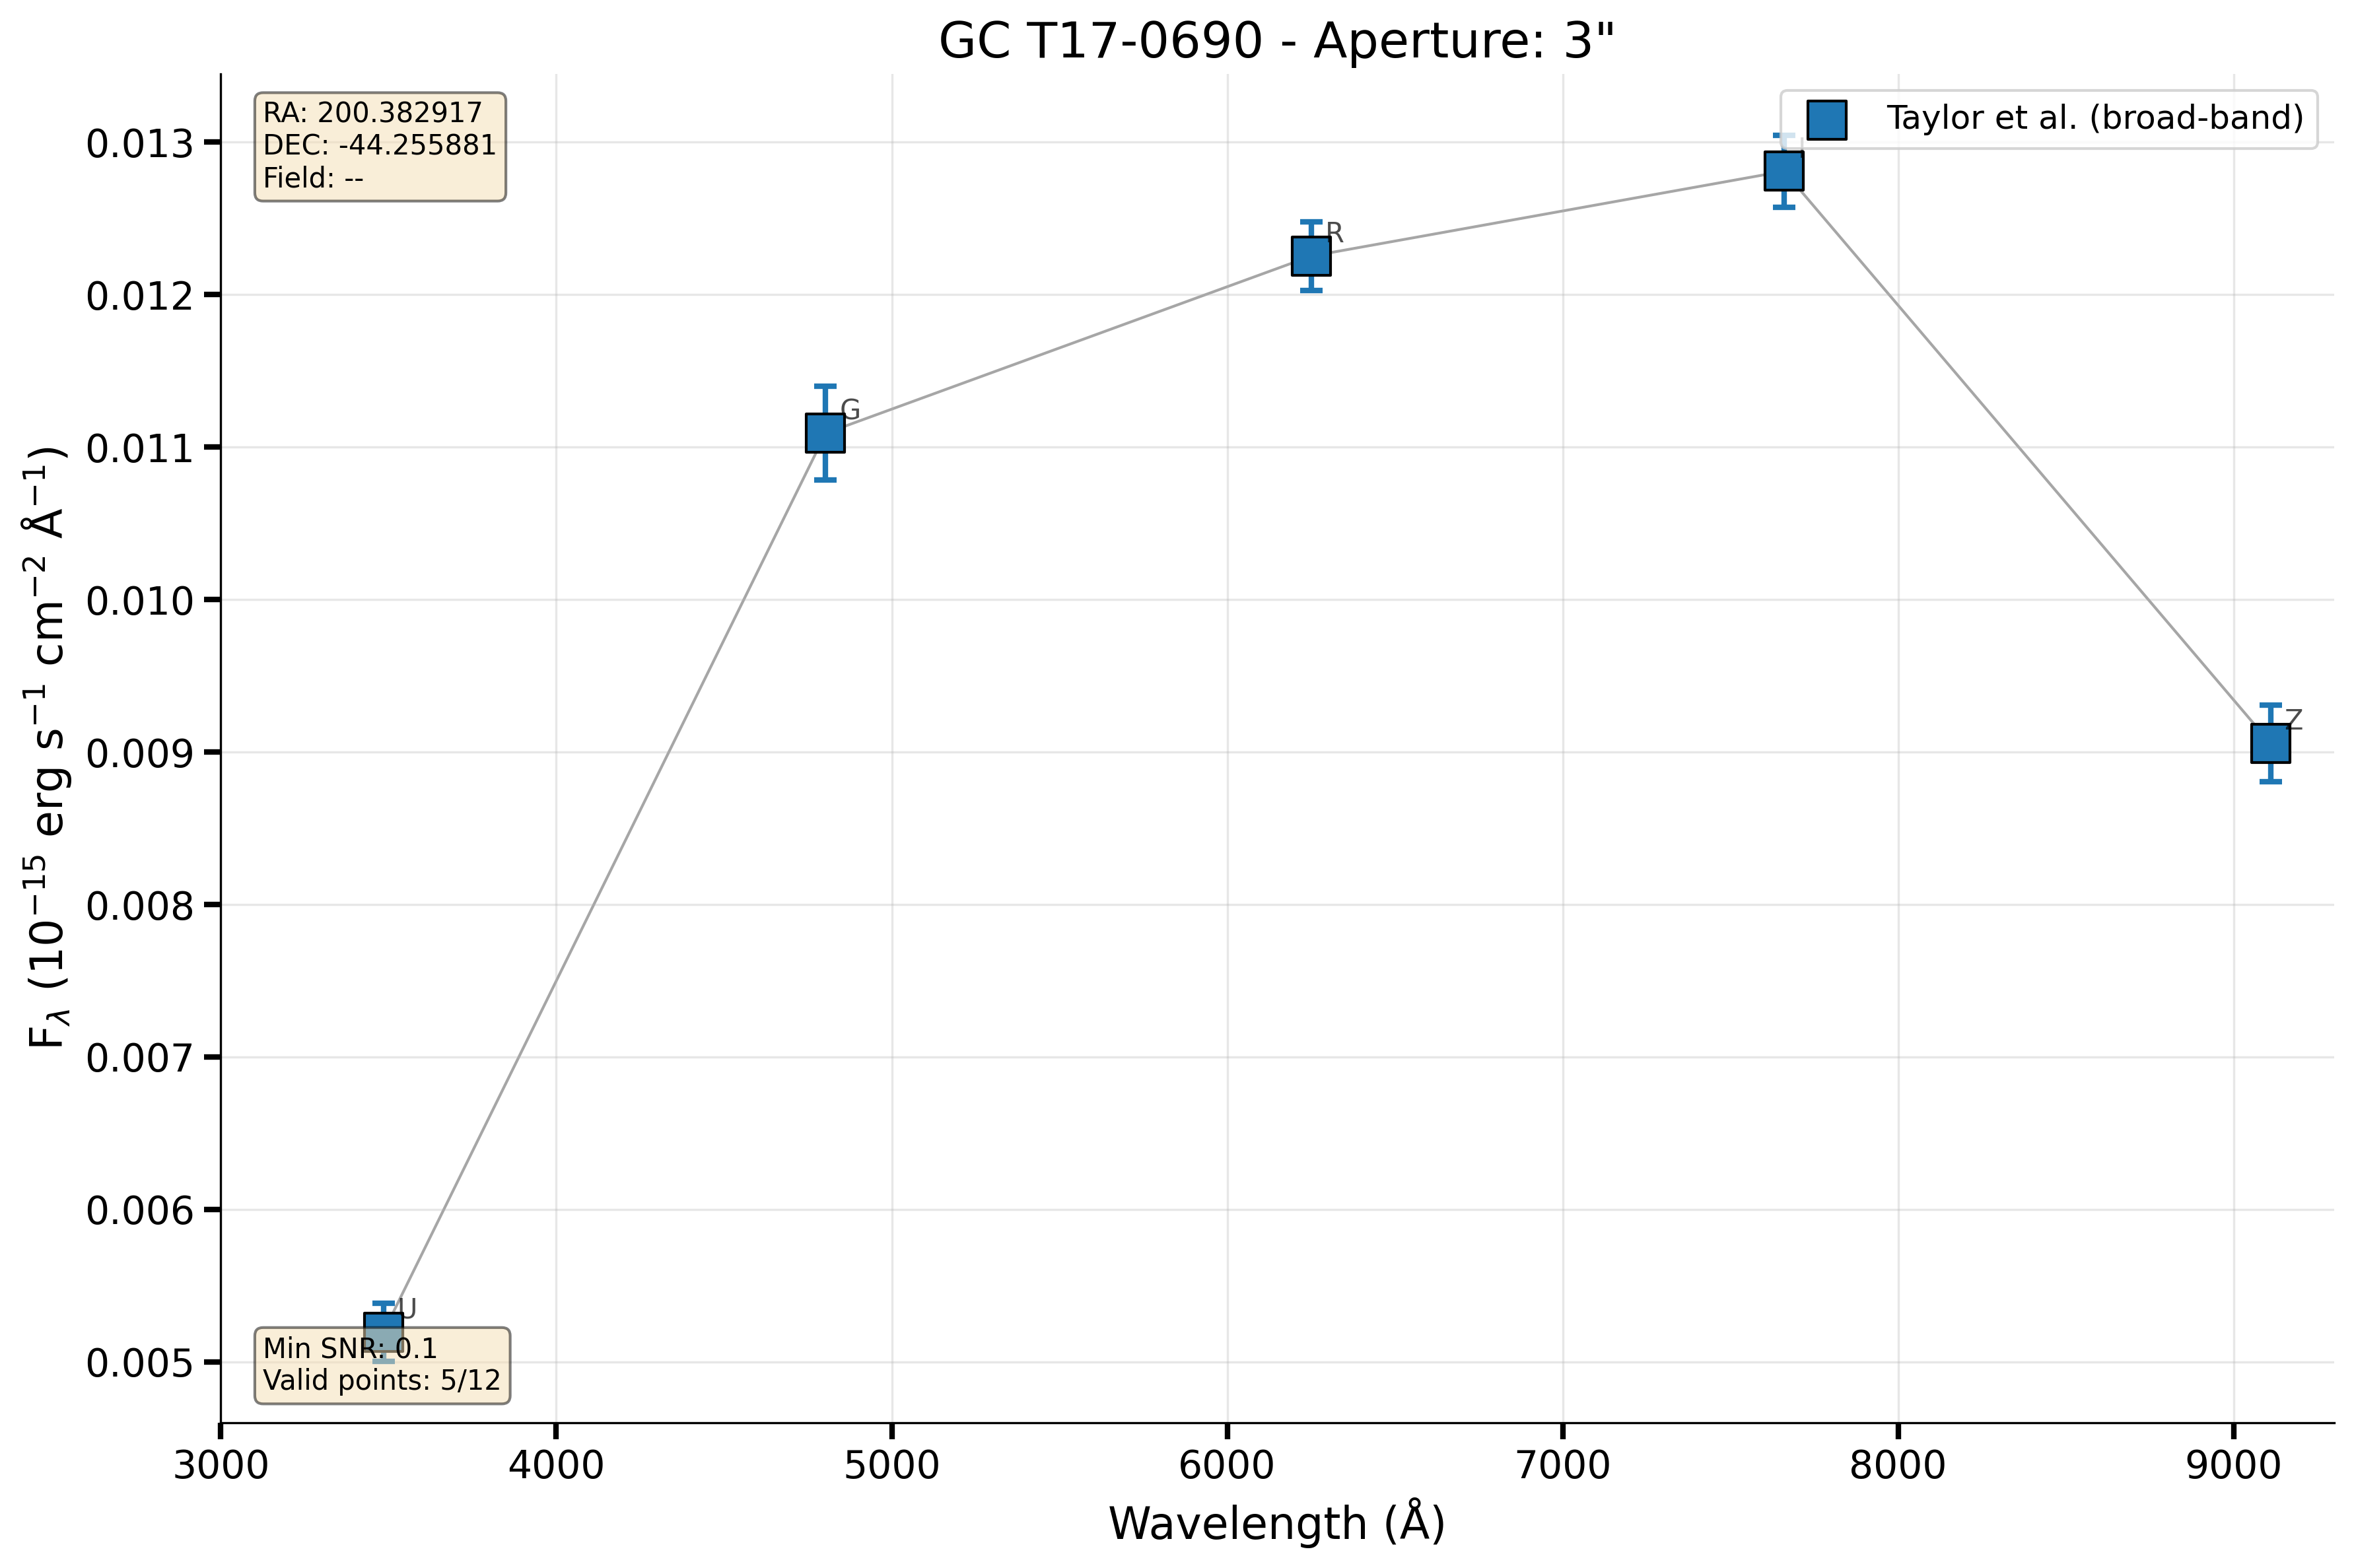 GC T17-0690 - Aperture: 3"
RA: 200.382917
DEC: -44.255881
Field: --
Taylor et al. (broad-band)
0.013
0.012
0.011
0.010
0.009
0.008
0.007
0.006
0.005
F_λ (10⁻¹⁵ erg s⁻¹ cm⁻² Å⁻¹)
R
G
Z
U
Min SNR: 0.1
Valid points: 5/12
3000 4000 5000 6000 7000 8000 9000
Wavelength (Å)